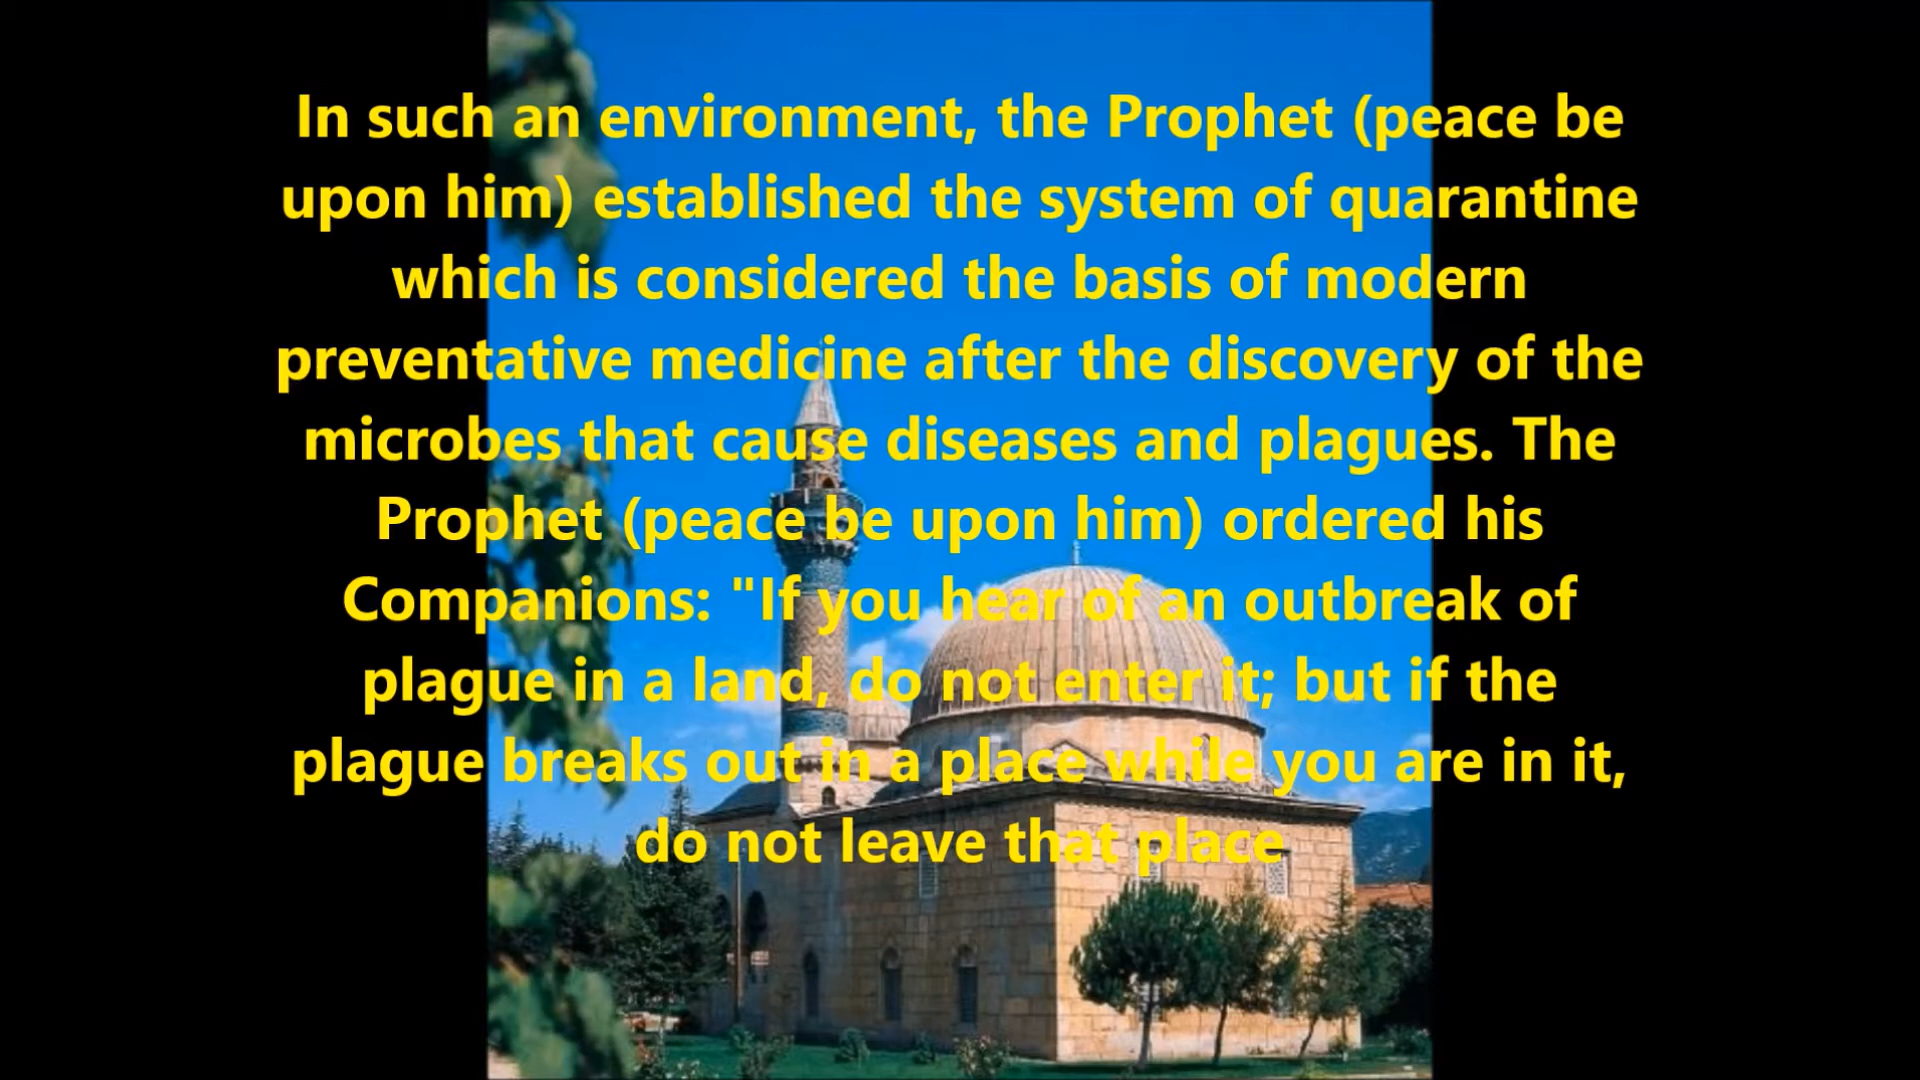 In such an environment, the Prophet (peace be
upon him) established the system of quarantine
which is considered the basis of modern
preventative medicine after the discovery of the
microbes that cause diseases and plagues. The
Prophet (peace be upon him) ordered his
Companions: "If you hear of an outbreak of
plague in a land, do not enter it; but if the
plague breaks out in a place while you are in it,
do not leave that place